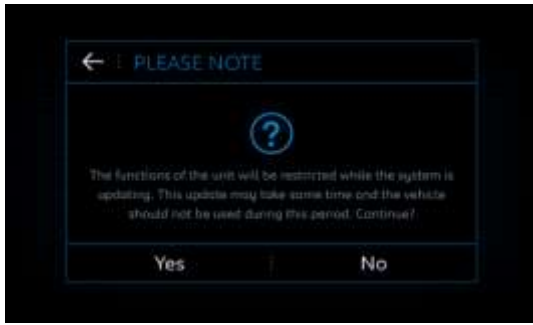 PLEASE NOTE
The functions of the unit will be restricted while the system is
updating. This update may take some time and the vehicle
should not be used during this period. Continue?
Yes
No